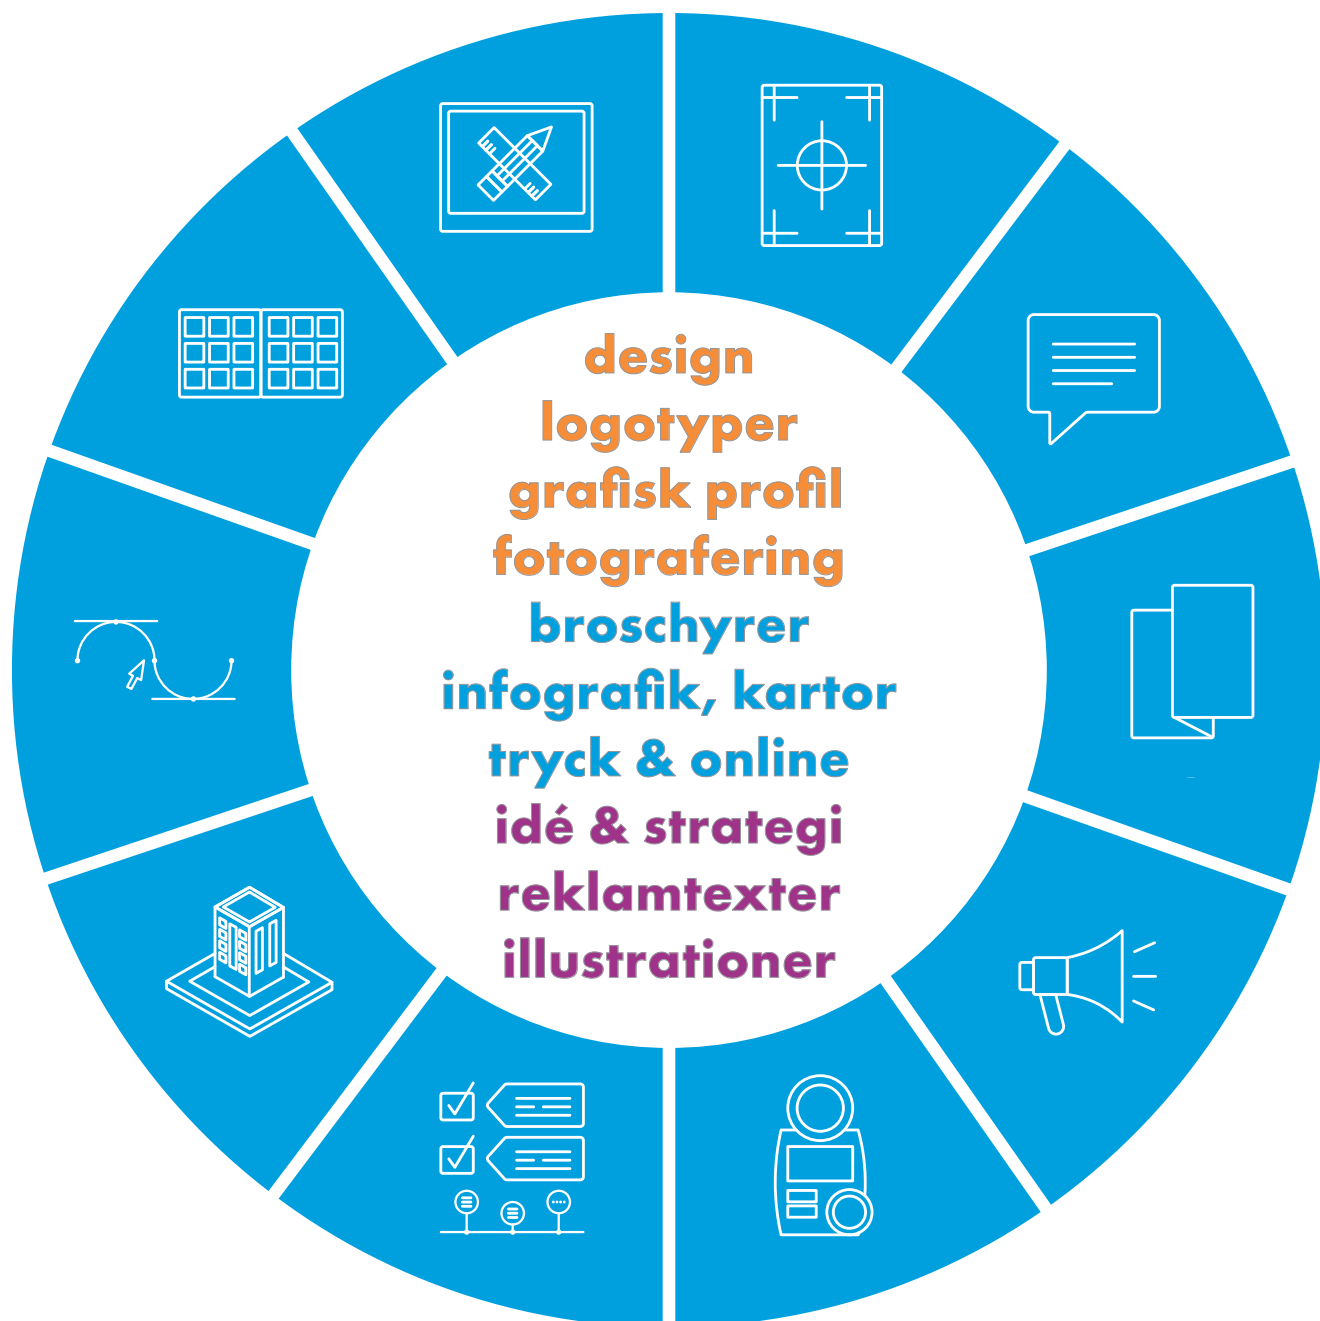 design
logotyper
grafisk profil
fotografering
broschyrer
infografik, kartor
tryck & online
idé & strategi
reklamtexter
illustrationer